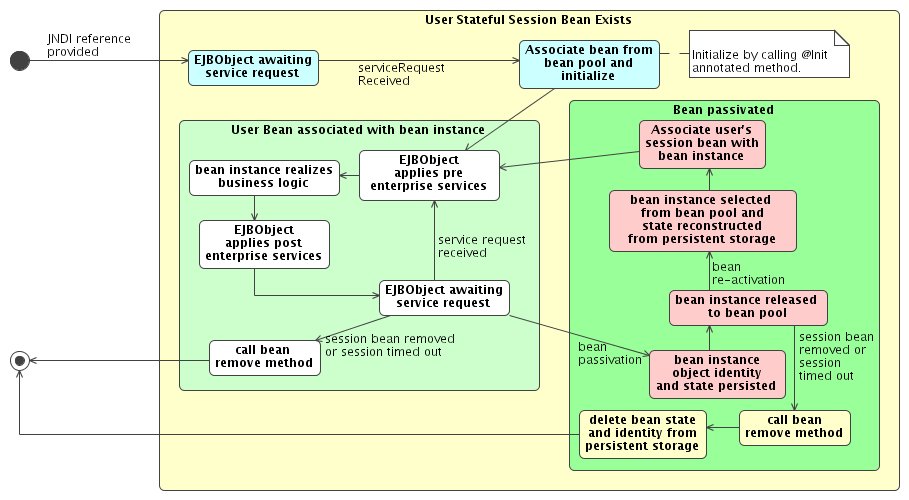 User Stateful Session Bean Exists
JNDI reference
provided
EJBObject awaiting
service request
serviceRequest
Received
Associate bean from
bean pool and
initialize
Initialize by calling @Init
annotated method.
User Bean associated with bean instance
bean instance realizes
business logic
EJBObject
applies pre
enterprise services
EJBObject
applies post
enterprise services
service request
received
EJBObject awaiting
service request
session bean removed
or session timed out
call bean
remove method
Bean passivated
Associate user's
session bean with
bean instance
bean instance selected
from bean pool and
state reconstructed
from persistent storage
bean
re-activation
bean instance released
to bean pool
bean
passivation
bean instance
object identity
and state persisted
session bean
removed or
session
timed out
delete bean state
and identity from
persistent storage
call bean
remove method